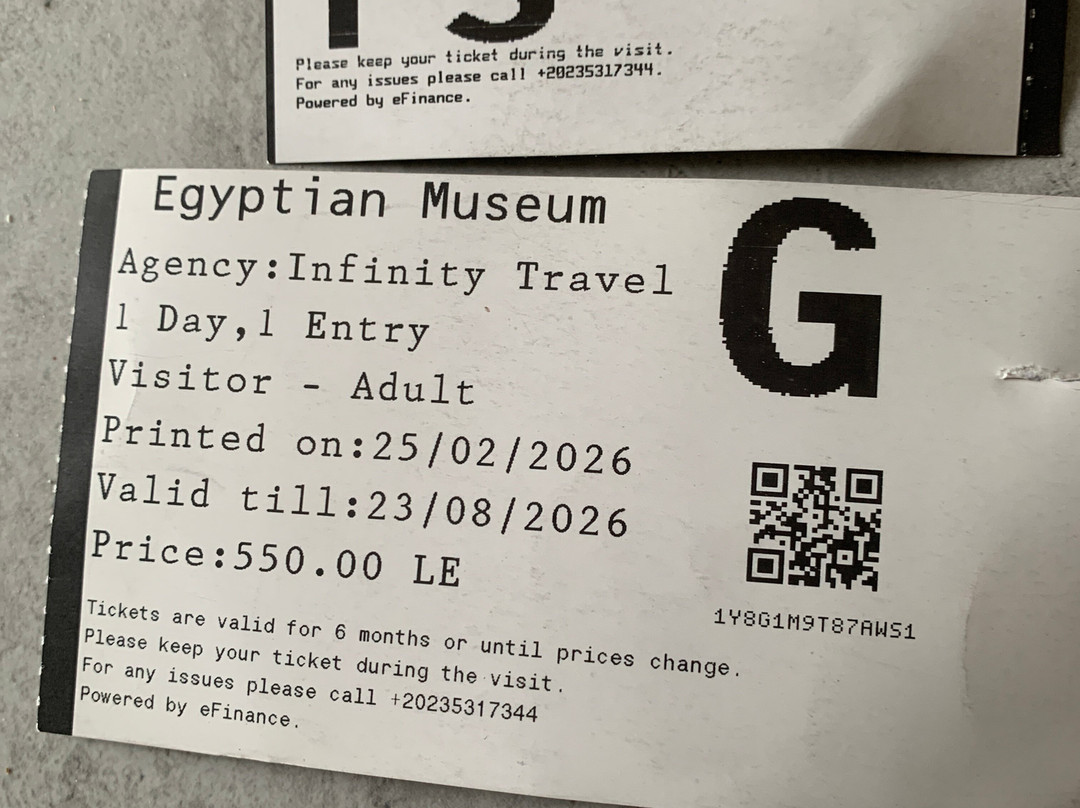 Please keep your ticket during the visit.
For any issues please call +20235317344.
Powered by eFinance.
Egyptian Museum
G
Agency:Infinity Travel
1 Day,1 Entry
Visitor - Adult
Printed on:25/02/2026
Valid till:23/08/2026
Price:550.00 LE
1Y8G1M9T87AWS1
Tickets are valid for 6 months or until prices change.
Please keep your ticket during the visit.
For any issues please call +20235317344
Powered by eFinance.